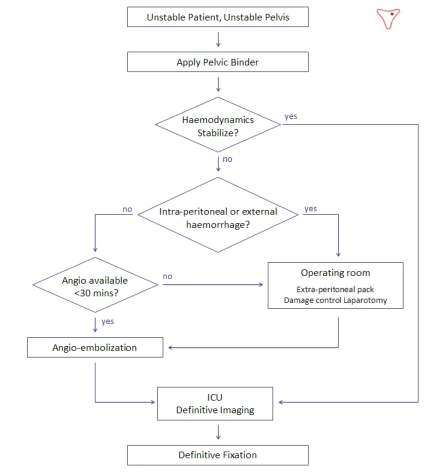 Unstable Patient, Unstable Pelvis
Apply Pelvic Binder
Haemodynamics
Stabilize?
yes
no
Intra-peritoneal or external
haemorrhage?
no
yes
Angio available
<30 mins?
no
yes
Operating room
Extra-peritoneal pack
Damage control Laparotomy
Angio-embolization
ICU
Definitive Imaging
Definitive Fixation